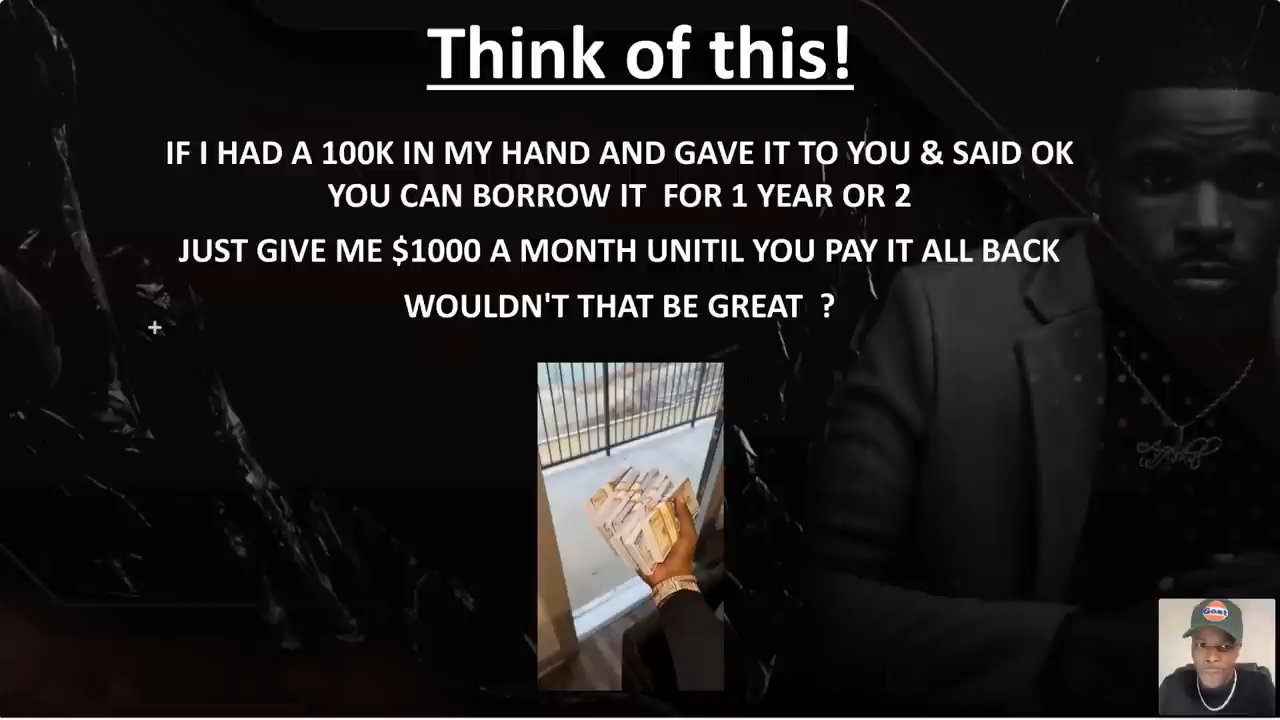 Think of this!
IF I HAD A 100K IN MY HAND AND GAVE IT TO YOU & SAID OK
YOU CAN BORROW IT FOR 1 YEAR OR 2
JUST GIVE ME $1000 A MONTH UNITIL YOU PAY IT ALL BACK
WOULDN'T THAT BE GREAT ?
Goat